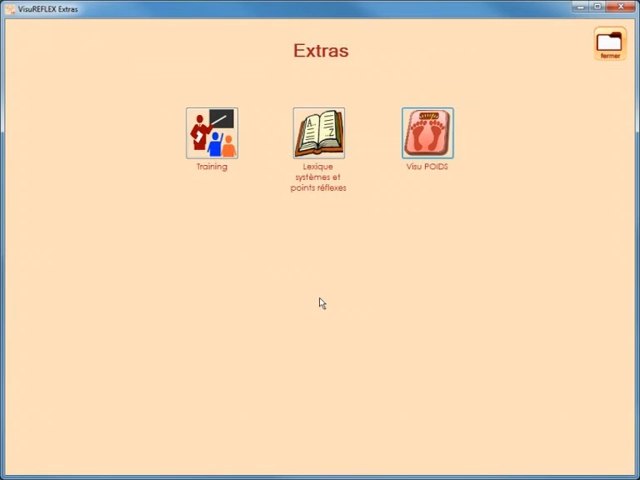 VisuREFLEX Extras
Extras
fermer
A
Z
Training
Lexique
systèmes et
points réflexes
Visu POIDS